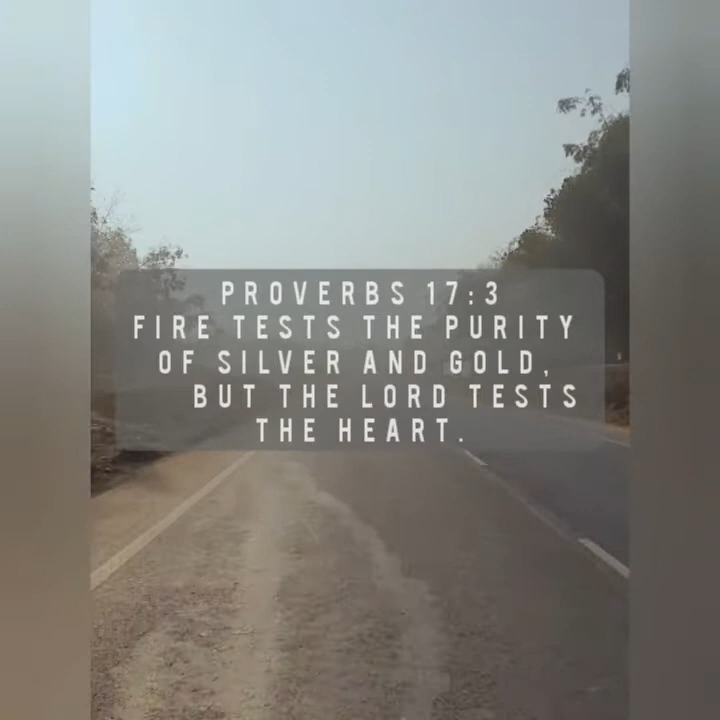 PROVERBS 17:3
FIRE TESTS THE PURITY
OF SILVER AND GOLD,
BUT THE LORD TESTS
THE HEART.